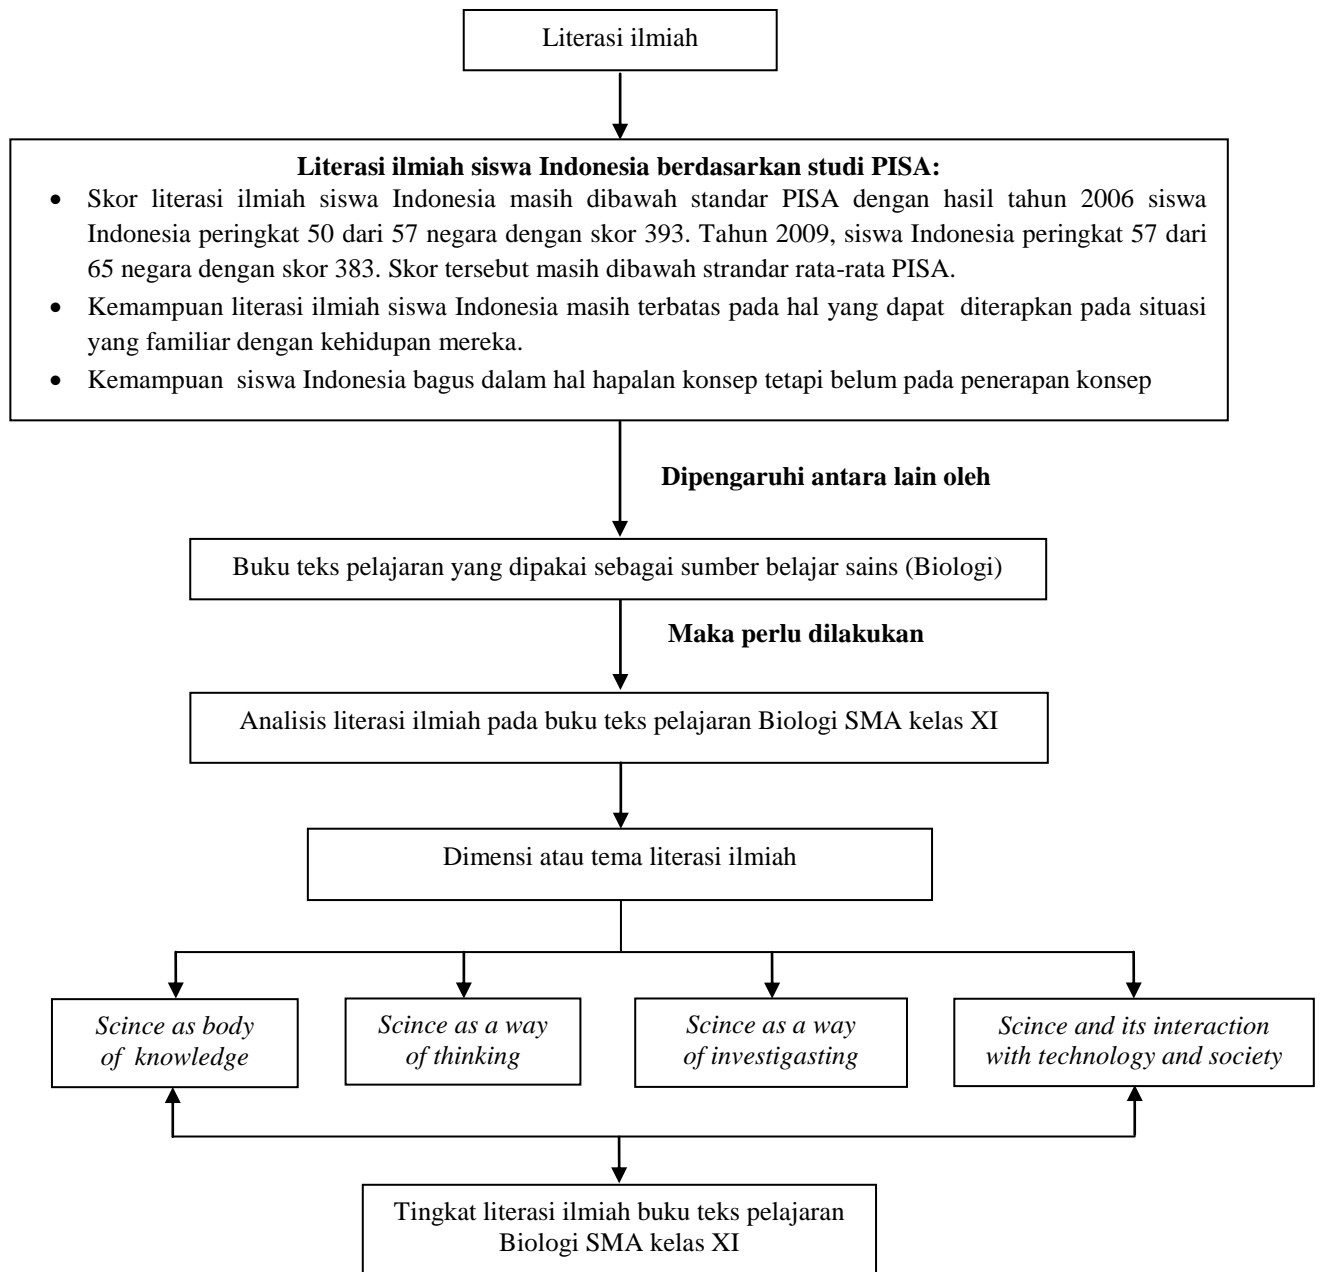 Literasi ilmiah
Literasi ilmiah siswa Indonesia berdasarkan studi PISA:
• Skor literasi ilmiah siswa Indonesia masih dibawah standar PISA dengan hasil tahun 2006 siswa
Indonesia peringkat 50 dari 57 negara dengan skor 393. Tahun 2009, siswa Indonesia peringkat 57 dari
65 negara dengan skor 383. Skor tersebut masih dibawah strandar rata-rata PISA.
• Kemampuan literasi ilmiah siswa Indonesia masih terbatas pada hal yang dapat diterapkan pada situasi
yang familiar dengan kehidupan mereka.
• Kemampuan siswa Indonesia bagus dalam hal hapalan konsep tetapi belum pada penerapan konsep
Dipengaruhi antara lain oleh
Buku teks pelajaran yang dipakai sebagai sumber belajar sains (Biologi)
Maka perlu dilakukan
Analisis literasi ilmiah pada buku teks pelajaran Biologi SMA kelas XI
Dimensi atau tema literasi ilmiah
Scince as body
of knowledge
Scince as a way
of thinking
Scince as a way
of investigasting
Scince and its interaction
with technology and society
Tingkat literasi ilmiah buku teks pelajaran
Biologi SMA kelas XI